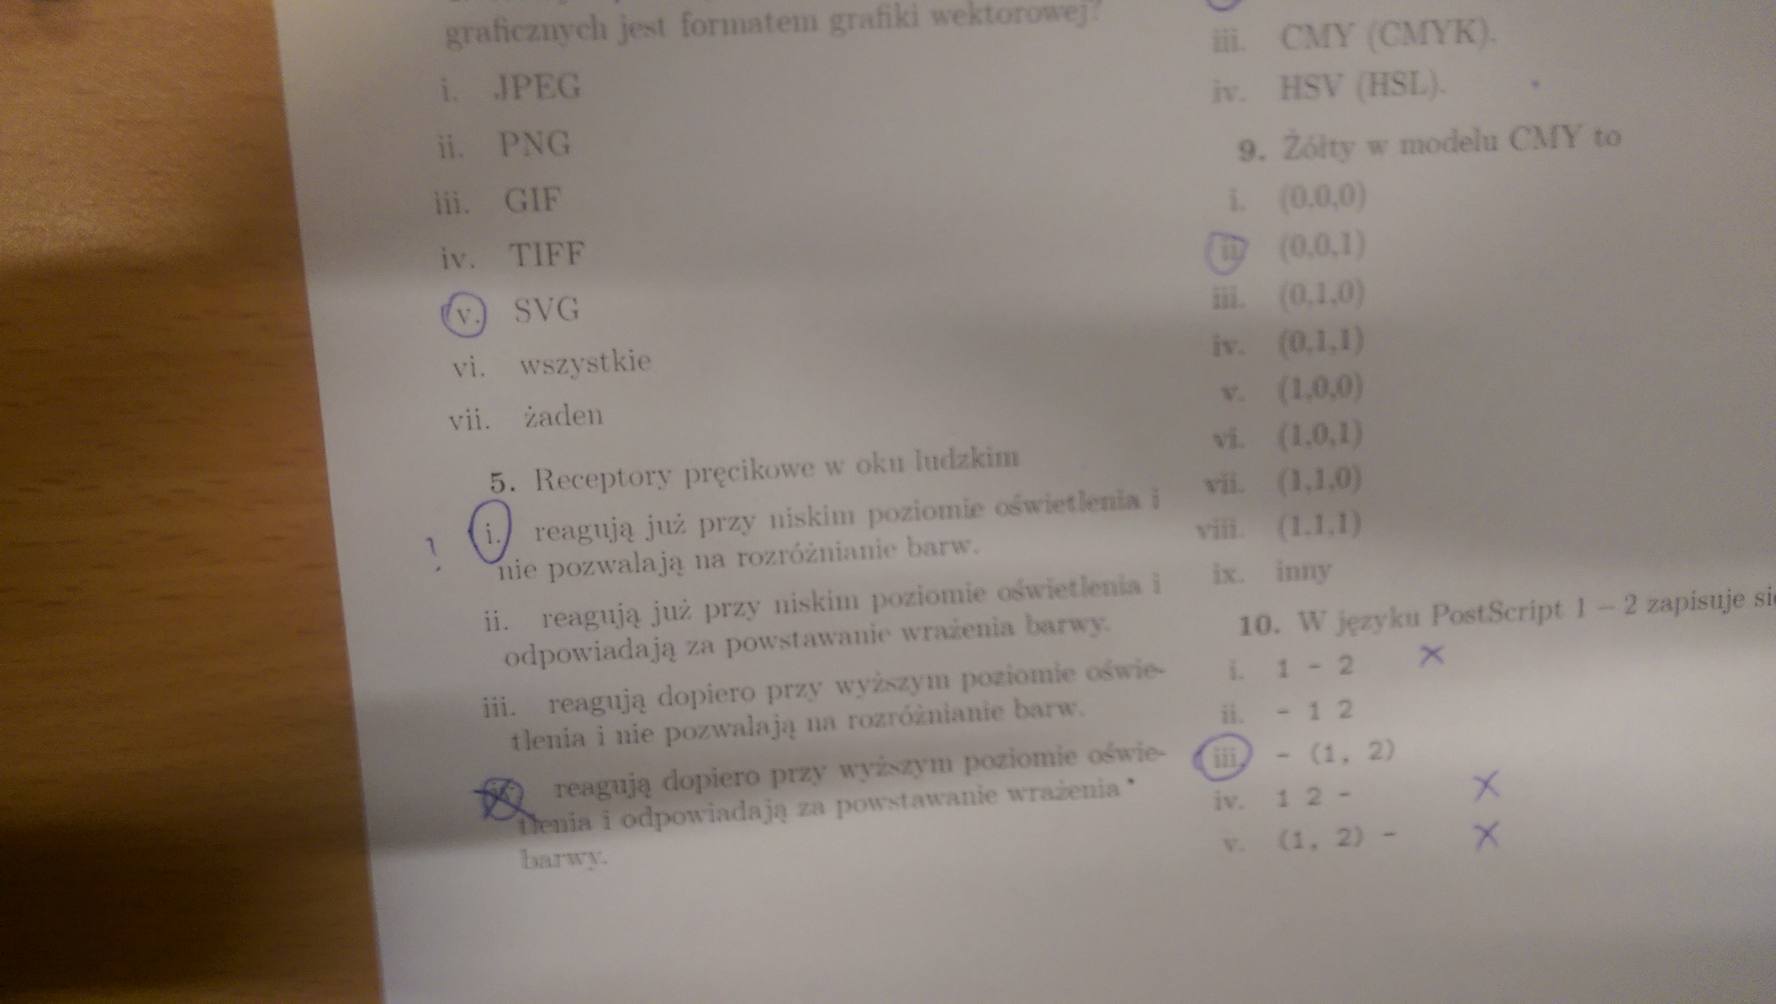 graficznych jest formatem grafiki wektorowej?
i. JPEG
ii. PNG
iii. GIF
iv. TIFF
v. SVG
vi. wszystkie
vii. żaden
5. Receptory pręcikowe w oku ludzkim
? i. reagują już przy niskim poziomie oświetlenia i
nie pozwalają na rozróżnianie barw.
ii. reagują już przy niskim poziomie oświetlenia i
odpowiadają za powstawanie wrażenia barwy.
iii. reagują dopiero przy wyższym poziomie oświe-
tlenia i nie pozwalają na rozróżnianie barw.
reagują dopiero przy wyższym poziomie oświe-
tlenia i odpowiadają za powstawanie wrażenia
barwy.
iii. CMY (CMYK).
iv. HSV (HSL).
9. Żółty w modelu CMY to
i. (0,0,0)
ii. (0,0,1)
iii. (0,1,0)
iv. (0,1,1)
v. (1,0,0)
vi. (1,0,1)
vii. (1,1,0)
viii. (1,1,1)
ix. inny
10. W języku PostScript 1 − 2 zapisuje si
i. 1 - 2 X
ii. - 1 2
iii. - (1, 2)
iv. 1 2 - X
v. (1, 2) - X